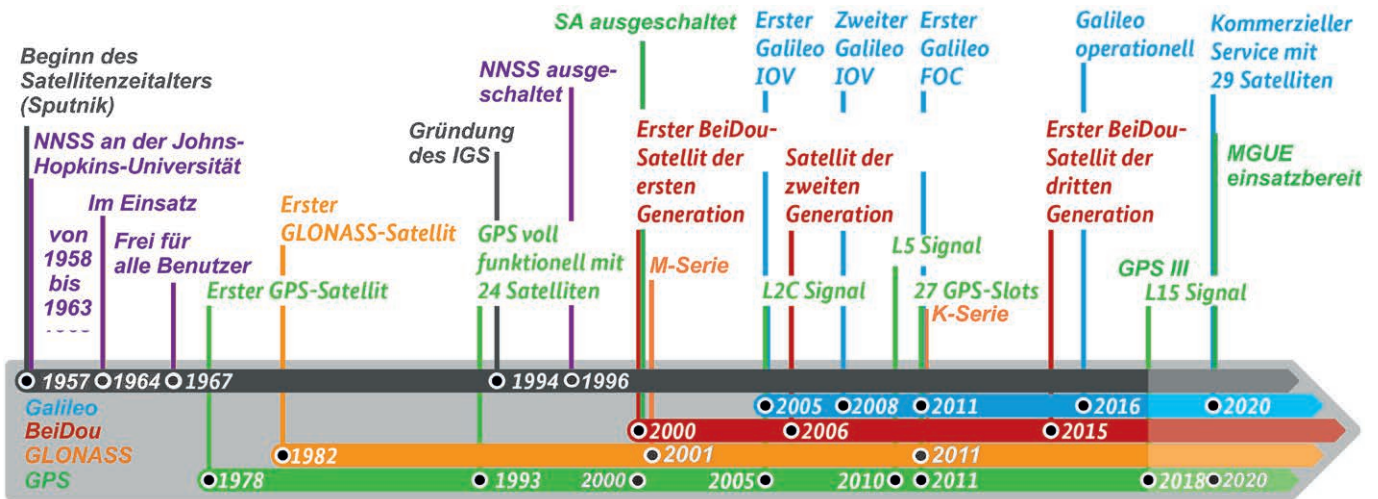 Beginn des
Satellitenzeitalters
(Sputnik)
NNSS an der Johns-
Hopkins-Universität
von
1958
bis
1963
Im Einsatz
Frei für
alle Benutzer
Erster GPS-Satellit
Erster
GLONASS-Satellit
Gründung
des IGS
GPS voll
funktionell mit
24 Satelliten
NNSS ausge-
schaltet
SA ausgeschaltet
Erster BeiDou-
Satellit der
ersten
Generation
M-Serie
Erster
Galileo
IOV
L2C Signal
Satellit der
zweiten
Generation
Zweiter
Galileo
IOV
L5 Signal
Erster
Galileo
FOC
27 GPS-Slots
K-Serie
Erster BeiDou-
Satellit der
dritten
Generation
Galileo
operationell
GPS III
L15 Signal
Kommerzieller
Service mit
29 Satelliten
MGUE
einsatzbereit
1957 1964 1967 1994 1996
Galileo 2005 2008 2011 2016 2020
BeiDou 2000 2006 2015
GLONASS 1982 2001 2011
GPS 1978 1993 2000 2005 2010 2011 2018 2020